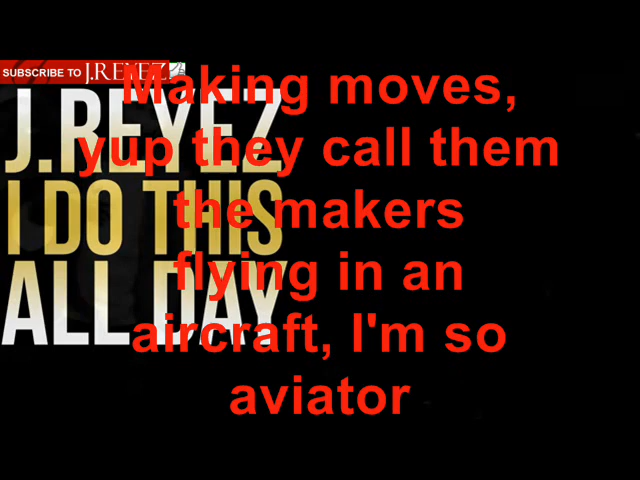 SUBSCRIBE TO J.REYEZ
J.REYEZ
I DO THIS
ALL DAY
Making moves,
yup they call them
the makers
flying in an
aircraft, I'm so
aviator